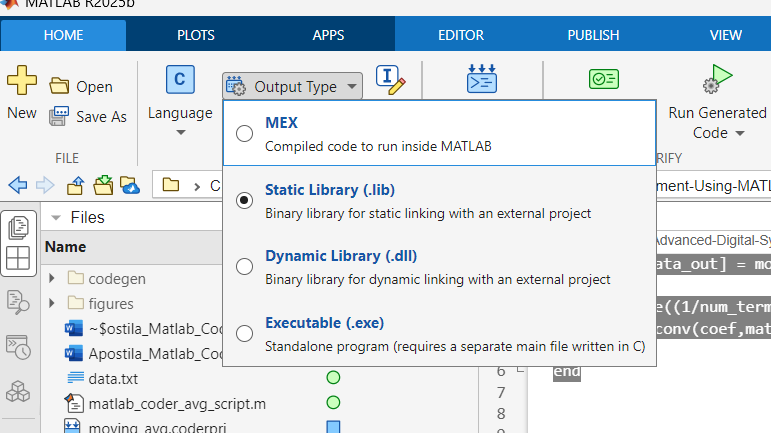 MATLAB R2025b
HOME PLOTS APPS EDITOR PUBLISH VIEW
New Open Save As C Language Output Type Run Generated Code
FILE
MEX
Compiled code to run inside MATLAB
Static Library (.lib)
Binary library for static linking with an external project
Dynamic Library (.dll)
Binary library for dynamic linking with an external project
Executable (.exe)
Standalone program (requires a separate main file written in C)
RIFY
C
ment-Using-MATL
Files
Name
codegen
figures
~$ostila_Matlab_Cod
Apostila_Matlab_Cod
data.txt
matlab_coder_avg_script.m
moving_avg.coderprj
Advanced-Digital-Sy
ata_out] = mo
e((1/num_term
conv(coef,mat
6 end
7
8
9